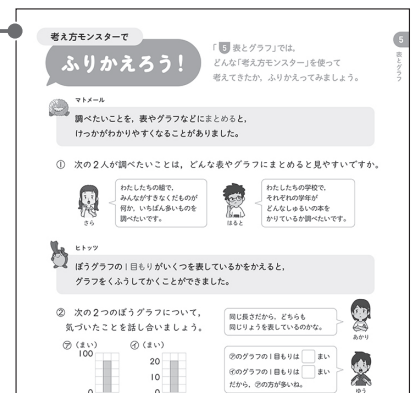 考え方モンスターで
ふりかえろう！
「 5 表とグラフ」では，
どんな「考え方モンスター」を使って
考えてきたか，ふりかえってみましょう。
5
表とグラフ
マトメール
調べたいことを，表やグラフなどにまとめると，
けっかがわかりやすくなることがありました。
① 次の2人が調べたいことは，どんな表やグラフにまとめると見やすいですか。
わたしたちの組で，
みんながすきなくだものが
何か，いちばん多いものを
調べたいです。
さら
わたしたちの学校で，
それぞれの学年が
どんなしゅるいの本を
かりているか調べたいです。
はると
ヒトッツ
ぼうグラフの1目もりがいくつを表しているかをかえると，
グラフをくふうしてかくことができました。
② 次の2つのぼうグラフについて，
気づいたことを話し合いましょう。
同じ長さだから，どちらも
同じりょうを表しているのかな。
あかり
㋐ （まい）
100
0
㋑ （まい）
20
10
0
㋐のグラフの1目もりは　まい
㋑のグラフの1目もりは　まい
だから，㋐の方が多いね。
ゆう